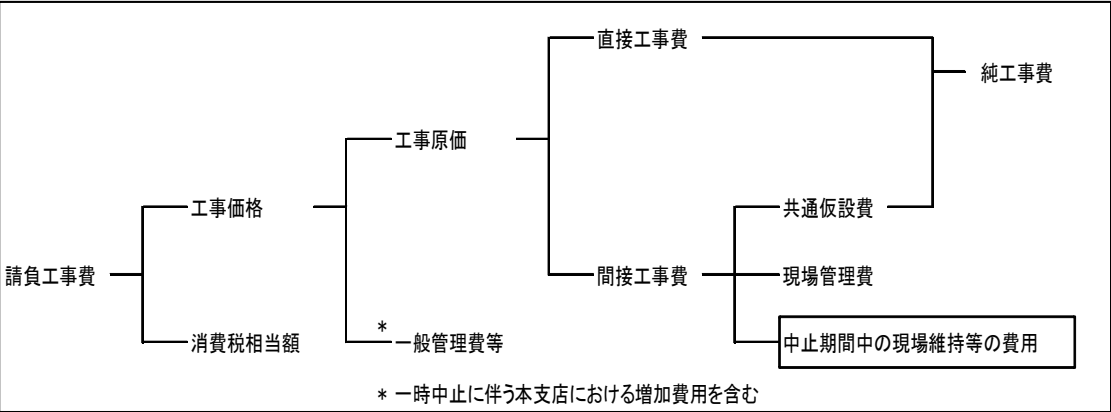 直接工事費
純工事費
工事原価
工事価格
共通仮設費
請負工事費
間接工事費
現場管理費
*
消費税相当額
一般管理費等
中止期間中の現場維持等の費用
* 一時中止に伴う本支店における増加費用を含む